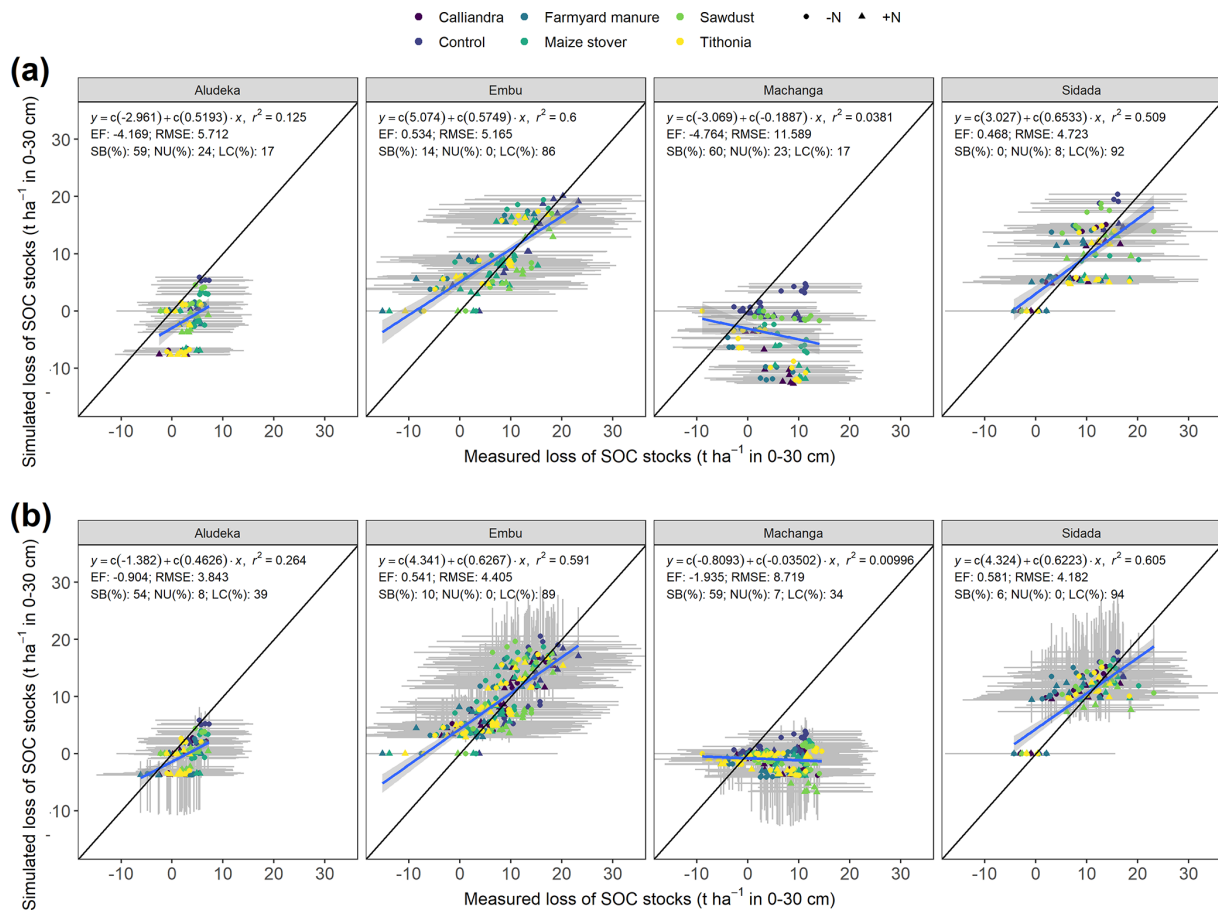 Calliandra Farmyard manure Sawdust -N +N
Control Maize stover Tithonia
(a)
Aludeka Embu Machanga Sidada
y = c(-2.961) + c(0.5193) · x, r² = 0.125
EF: -4.169; RMSE: 5.712
SB(%): 59; NU(%): 24; LC(%): 17
y = c(5.074) + c(0.5749) · x, r² = 0.6
EF: 0.534; RMSE: 5.165
SB(%): 14; NU(%): 0; LC(%): 86
y = c(-3.069) + c(-0.1887) · x, r² = 0.0381
EF: -4.764; RMSE: 11.589
SB(%): 60; NU(%): 23; LC(%): 17
y = c(3.027) + c(0.6533) · x, r² = 0.509
EF: 0.468; RMSE: 4.723
SB(%): 0; NU(%): 8; LC(%): 92
Simulated loss of SOC stocks (t ha⁻¹ in 0-30 cm)
30
20
10
0
-10
-10 0 10 20 30 -10 0 10 20 30 -10 0 10 20 30 -10 0 10 20 30
Measured loss of SOC stocks (t ha⁻¹ in 0-30 cm)
(b)
Aludeka Embu Machanga Sidada
y = c(-1.382) + c(0.4626) · x, r² = 0.264
EF: -0.904; RMSE: 3.843
SB(%): 54; NU(%): 8; LC(%): 39
y = c(4.341) + c(0.6267) · x, r² = 0.591
EF: 0.541; RMSE: 4.405
SB(%): 10; NU(%): 0; LC(%): 89
y = c(-0.8093) + c(-0.03502) · x, r² = 0.00996
EF: -1.935; RMSE: 8.719
SB(%): 59; NU(%): 7; LC(%): 34
y = c(4.324) + c(0.6223) · x, r² = 0.605
EF: 0.581; RMSE: 4.182
SB(%): 6; NU(%): 0; LC(%): 94
Simulated loss of SOC stocks (t ha⁻¹ in 0-30 cm)
30
20
10
0
-10
-10 0 10 20 30 -10 0 10 20 30 -10 0 10 20 30 -10 0 10 20 30
Measured loss of SOC stocks (t ha⁻¹ in 0-30 cm)